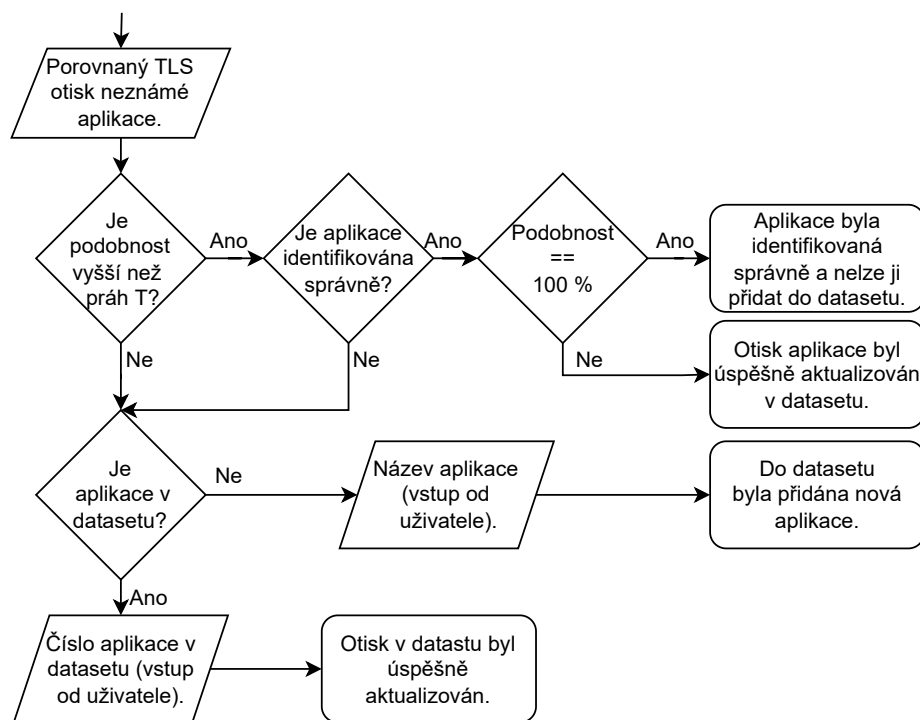 Porovnaný TLS
otisk neznámé
aplikace.
Je
podobnost
vyšší než
práh T?
Ano
Je aplikace
identifikována
správně?
Ano
Podobnost
==
100 %
Ano
Aplikace byla
identifikovaná
správně a nelze ji
přidat do datasetu.
Ne
Ne
Ne
Otisk aplikace byl
úspěšně aktualizován
v datasetu.
Je
aplikace v
datasetu?
Ne
Název aplikace
(vstup od
uživatele).
Do datasetu
byla přidána nová
aplikace.
Ano
Číslo aplikace v
datasetu (vstup
od uživatele).
Otisk v datastu byl
úspěšně
aktualizován.